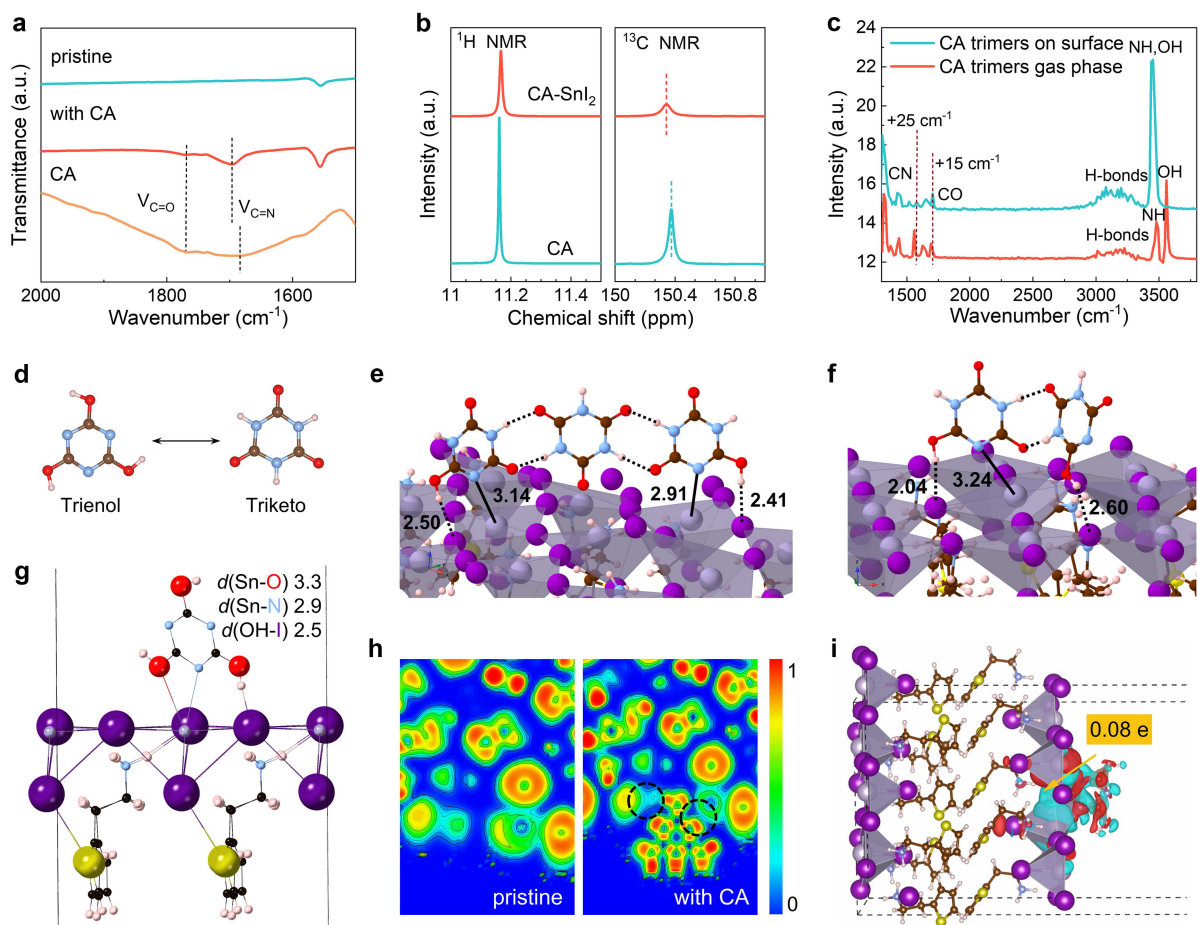 a
pristine
with CA
CA
V_C=O
V_C=N
Transmittance (a.u.)
2000 1800 1600
Wavenumber (cm⁻¹)
b
¹H NMR
¹³C NMR
CA-SnI₂
CA
Intensity (a.u.)
11 11.2 11.4 150 150.4 150.8
Chemical shift (ppm)
c
CA trimers on surface
CA trimers gas phase
NH,OH
+25 cm⁻¹
+15 cm⁻¹
CN
CO
H-bonds
OH
NH
H-bonds
24
22
20
18
16
14
12
Intensity (a.u.)
1500 2000 2500 3000 3500
Wavenumber (cm⁻¹)
d
Trienol
Triketo
e
3.14
2.91
2.41
2.50
f
2.04
3.24
2.60
g
d(Sn-O) 3.3
d(Sn-N) 2.9
d(OH-I) 2.5
h
pristine
with CA
1
0
i
0.08 e